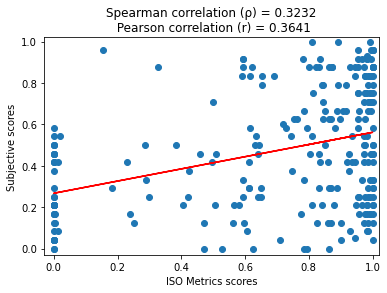 Spearman correlation (ρ) = 0.3232
Pearson correlation (r) = 0.3641
1.0
0.8
0.6
0.4
0.2
0.0
Subjective scores
0.0 0.2 0.4 0.6 0.8 1.0
ISO Metrics scores